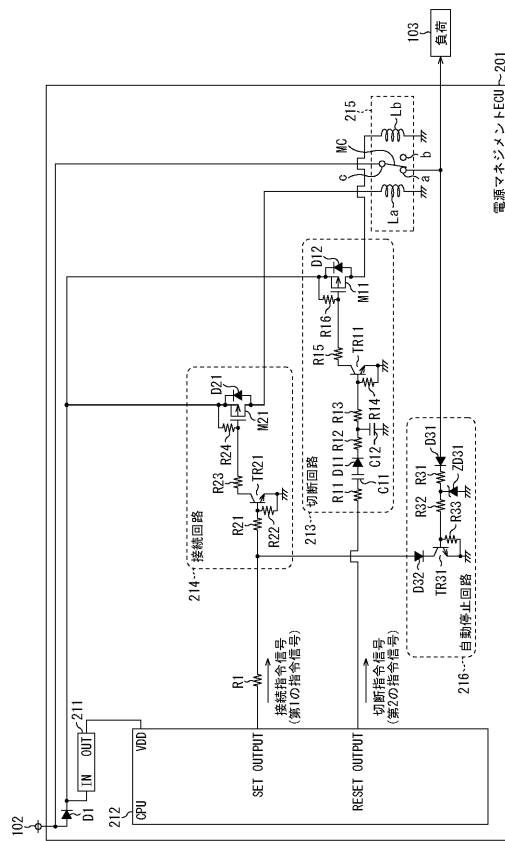 電源マネジメントECU
201
102
D1
211
IN OUT
212
CPU
VDD
SET OUTPUT
RESET OUTPUT
R1
接続指令信号
(第1の指令信号)
切断指令信号
(第2の指令信号)
214
接続回路
R21
R22
TR21
R23
R24
M21
D21
213
切断回路
R11
C11
D11
R12
C12
R13
R14
TR11
R15
R16
M11
D12
215
MC
La
Lb
c
a
b
103
負荷
216
自動停止回路
D32
TR31
R33
R32
R31
ZD31
D31